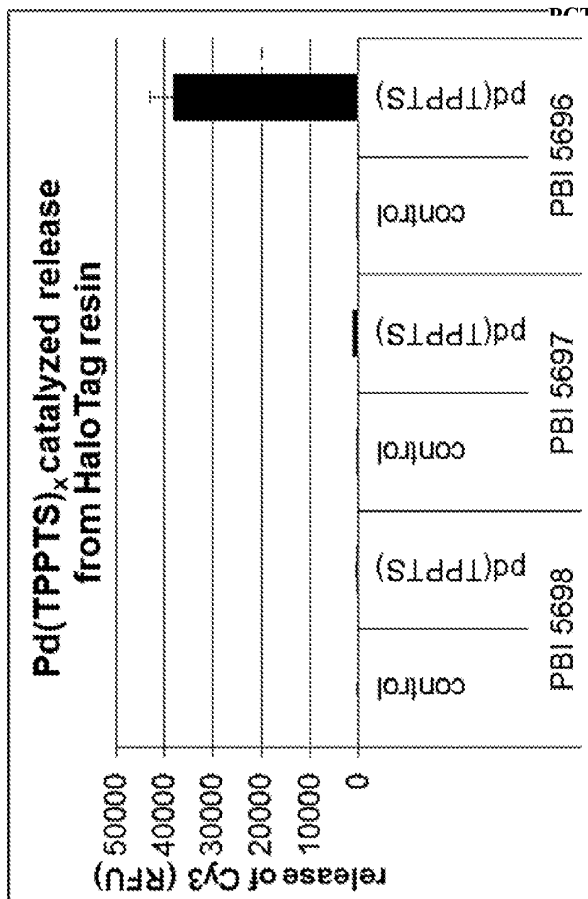 PCT
Pd(TPPTS)x catalyzed release
from HaloTag resin
release of Cy3 (RFU)
50000
40000
30000
20000
10000
0
control
pd(TPPTS)
control
pd(TPPTS)
control
pd(TPPTS)
PBI 5698
PBI 5697
PBI 5696